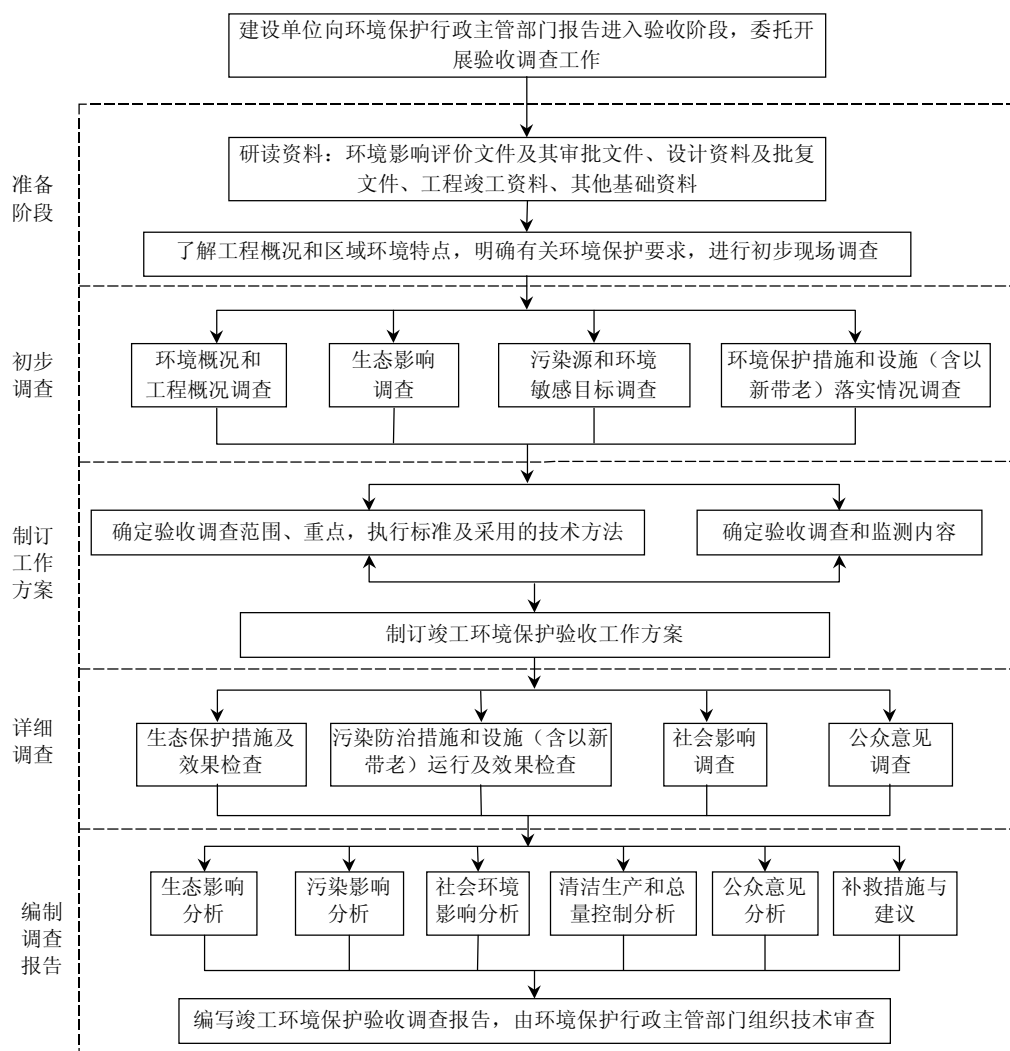 建设单位向环境保护行政主管部门报告进入验收阶段，委托开
展验收调查工作
准备
阶段
研读资料：环境影响评价文件及其审批文件、设计资料及批复
文件、工程竣工资料、其他基础资料
了解工程概况和区域环境特点，明确有关环境保护要求，进行初步现场调查
初步
调查
环境概况和
工程概况调查
生态影响
调查
污染源和环境
敏感目标调查
环境保护措施和设施（含以
新带老）落实情况调查
制订
工作
方案
确定验收调查范围、重点，执行标准及采用的技术方法
确定验收调查和监测内容
制订竣工环境保护验收工作方案
详细
调查
生态保护措施及
效果检查
污染防治措施和设施（含以新
带老）运行及效果检查
社会影响
调查
公众意见
调查
编制
调查
报告
生态影响
分析
污染影响
分析
社会环境
影响分析
清洁生产和总
量控制分析
公众意见
分析
补救措施与
建议
编写竣工环境保护验收调查报告，由环境保护行政主管部门组织技术审查